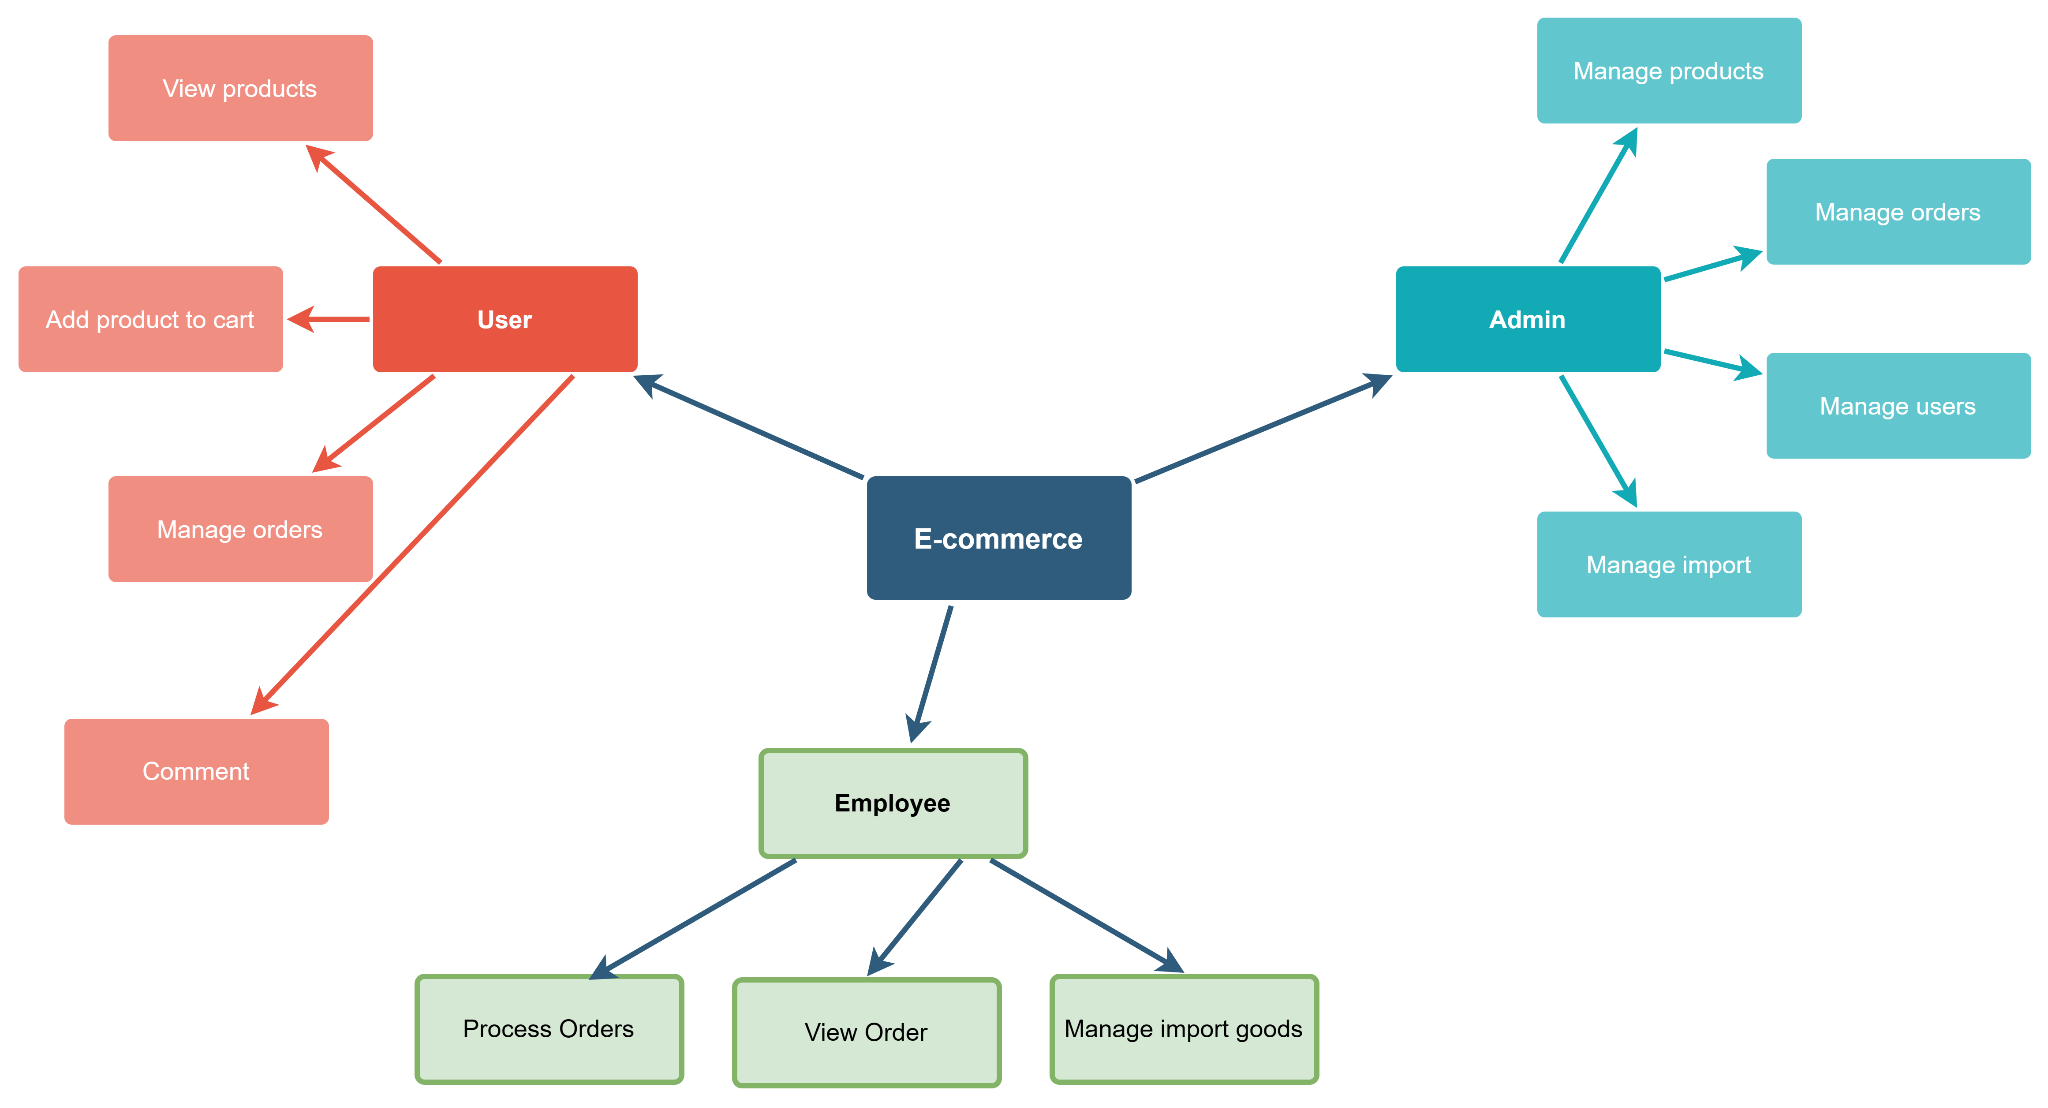 View products
Add product to cart
User
Manage orders
Comment
E-commerce
Manage products
Manage orders
Admin
Manage users
Manage import
Employee
Process Orders
View Order
Manage import goods